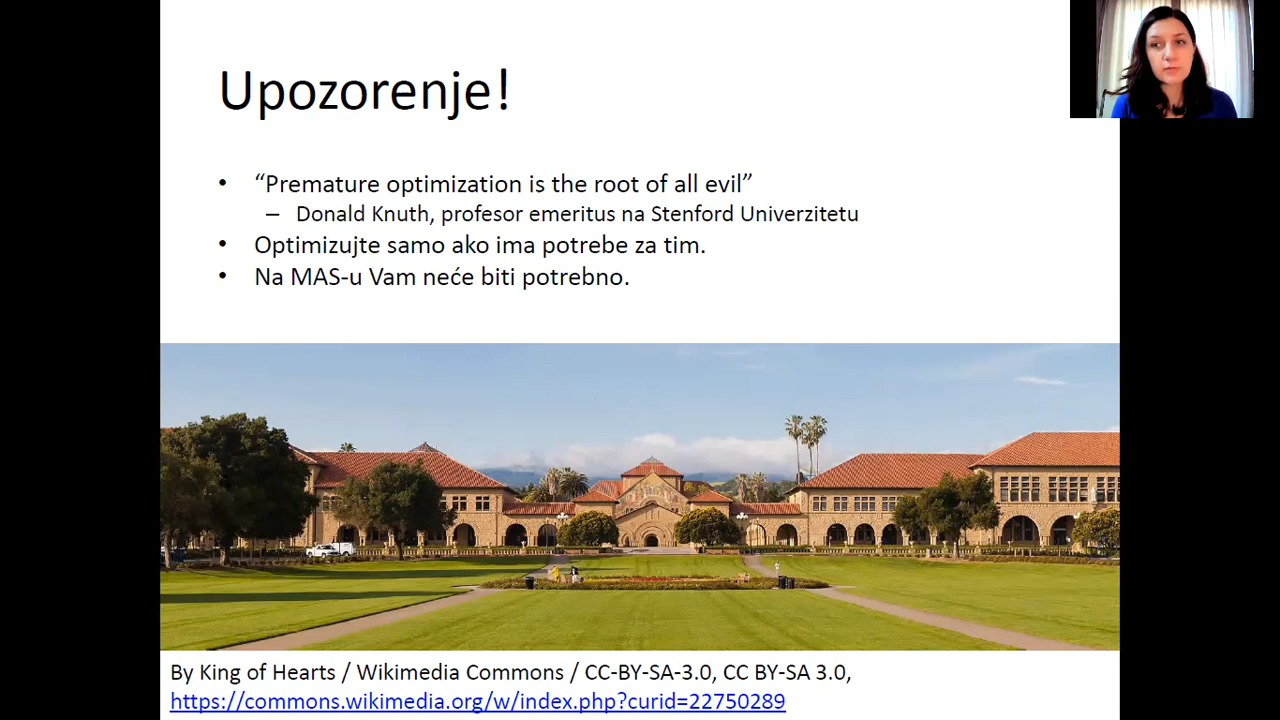 Upozorenje!
• “Premature optimization is the root of all evil”
– Donald Knuth, profesor emeritus na Stenford Univerzitetu
• Optimizujte samo ako ima potrebe za tim.
• Na MAS-u Vam neće biti potrebno.
By King of Hearts / Wikimedia Commons / CC-BY-SA-3.0, CC BY-SA 3.0,
https://commons.wikimedia.org/w/index.php?curid=22750289